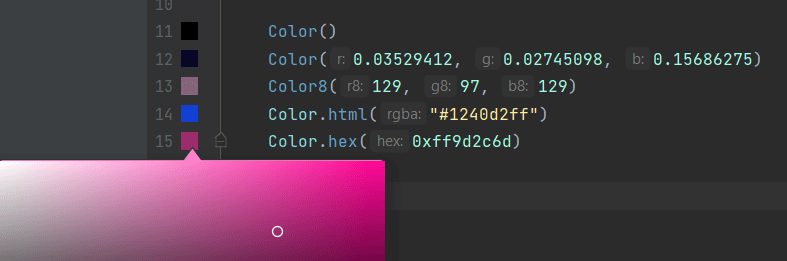 10
11 Color()
12 Color( r: 0.03529412, g: 0.02745098, b: 0.15686275)
13 Color8( r8: 129, g8: 97, b8: 129)
14 Color.html( rgba: "#1240d2ff")
15 Color.hex( hex: 0xff9d2c6d)